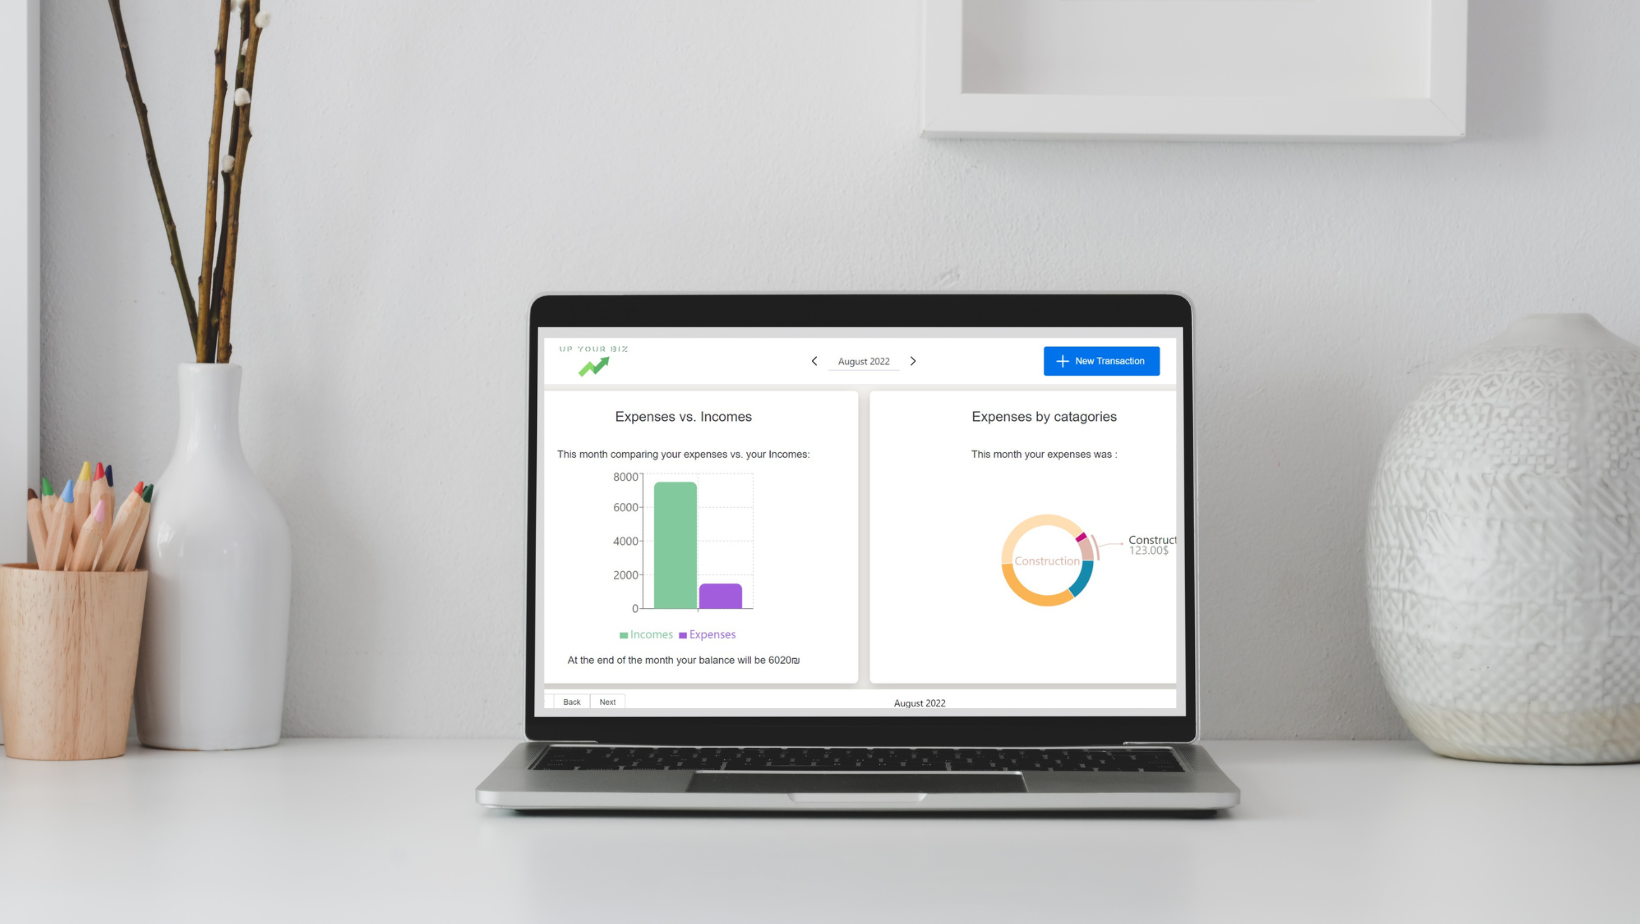 UP YOUR BIZ
August 2022
New Transaction
Expenses vs. Incomes
This month comparing your expenses vs. your Incomes:
8000
6000
4000
2000
0
Incomes Expenses
At the end of the month your balance will be 6020₪
Expenses by catagories
This month your expenses was :
Construction
Construct
123.00$
Back Next
August 2022